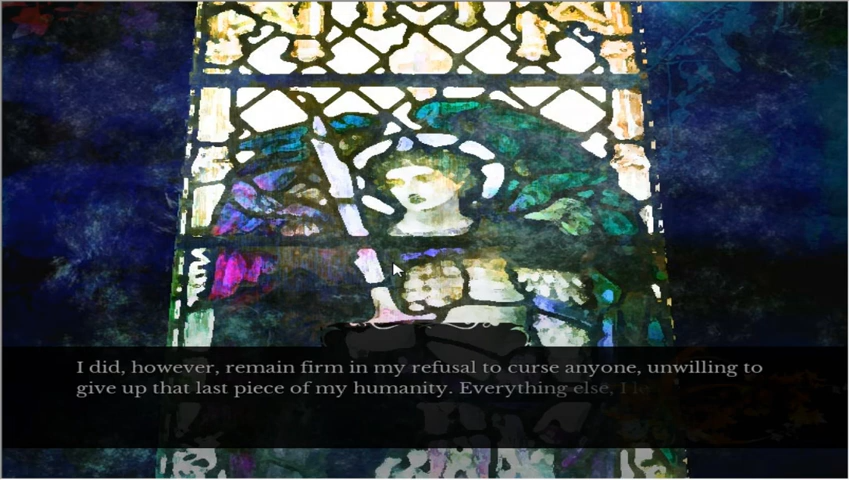 SEL
I did, however, remain firm in my refusal to curse anyone, unwilling to
give up that last piece of my humanity. Everything else, I